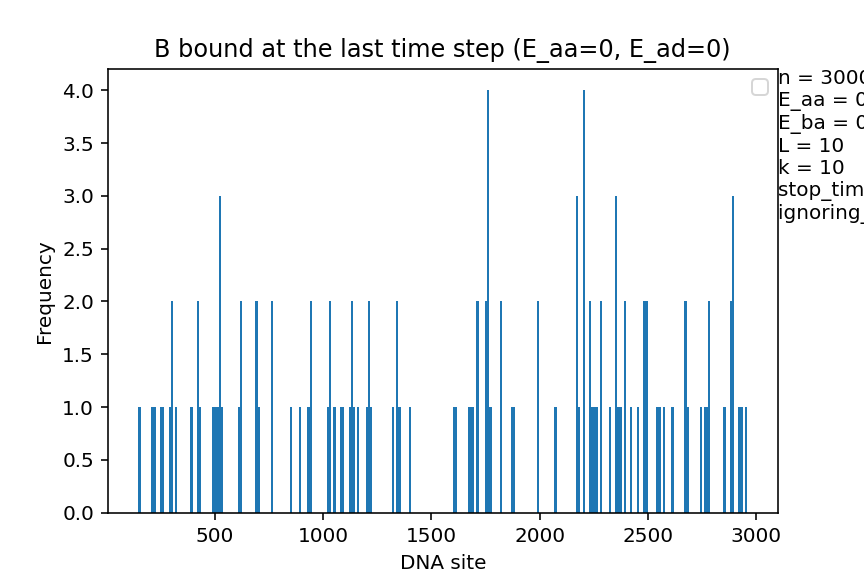 B bound at the last time step (E_aa=0, E_ad=0)
n = 3000
E_aa = 0
E_ba = 0
L = 10
k = 10
stop_tim
ignoring_
4.0
3.5
3.0
2.5
2.0
1.5
1.0
0.5
0.0
Frequency
500 1000 1500 2000 2500 3000
DNA site